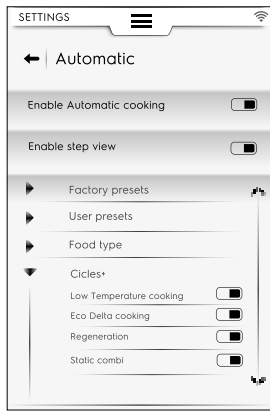 SETTINGS
Automatic
Enable Automatic cooking
Enable step view
Factory presets
User presets
Food type
Cicles+
Low Temperature cooking
Eco Delta cooking
Regeneration
Static combi